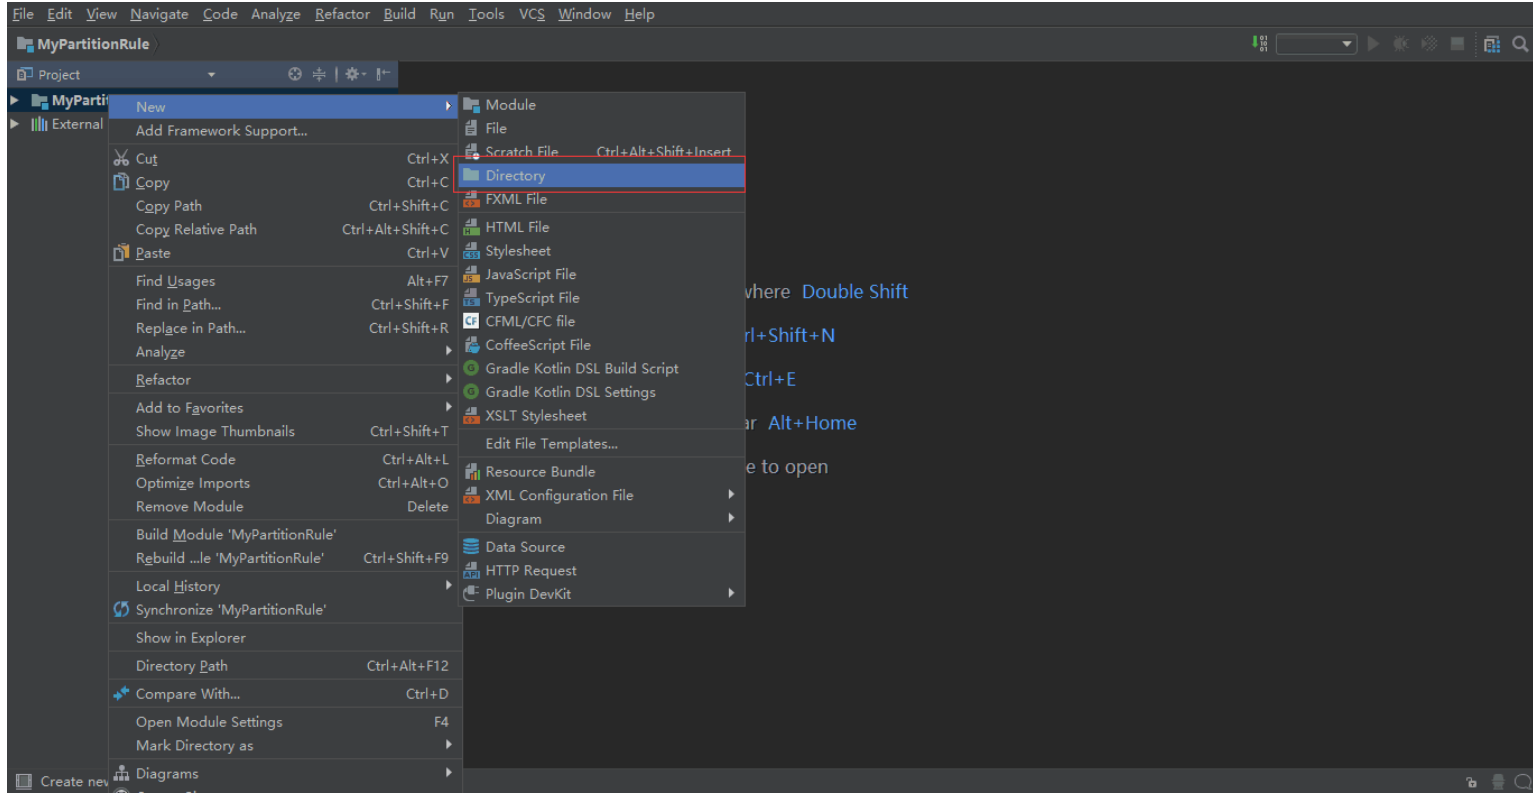 File Edit View Navigate Code Analyze Refactor Build Run Tools VCS Window Help
MyPartitionRule
Project
MyParti
External
New
Add Framework Support...
Cut Ctrl+X
Copy Ctrl+C
Copy Path Ctrl+Shift+C
Copy Relative Path Ctrl+Alt+Shift+C
Paste Ctrl+V
Find Usages Alt+F7
Find in Path... Ctrl+Shift+F
Replace in Path... Ctrl+Shift+R
Analyze
Refactor
Add to Favorites
Show Image Thumbnails Ctrl+Shift+T
Reformat Code Ctrl+Alt+L
Optimize Imports Ctrl+Alt+O
Remove Module Delete
Build Module 'MyPartitionRule'
Rebuild ...le 'MyPartitionRule' Ctrl+Shift+F9
Local History
Synchronize 'MyPartitionRule'
Show in Explorer
Directory Path Ctrl+Alt+F12
Compare With... Ctrl+D
Open Module Settings F4
Mark Directory as
Diagrams
Module
File
Scratch File Ctrl+Alt+Shift+Insert
Directory
FXML File
HTML File
Stylesheet
JavaScript File
TypeScript File
CFML/CFC file
CoffeeScript File
Gradle Kotlin DSL Build Script
Gradle Kotlin DSL Settings
XSLT Stylesheet
Edit File Templates...
Resource Bundle
XML Configuration File
Diagram
Data Source
HTTP Request
Plugin DevKit
where Double Shift
rl+Shift+N
Ctrl+E
ar Alt+Home
e to open
Create new